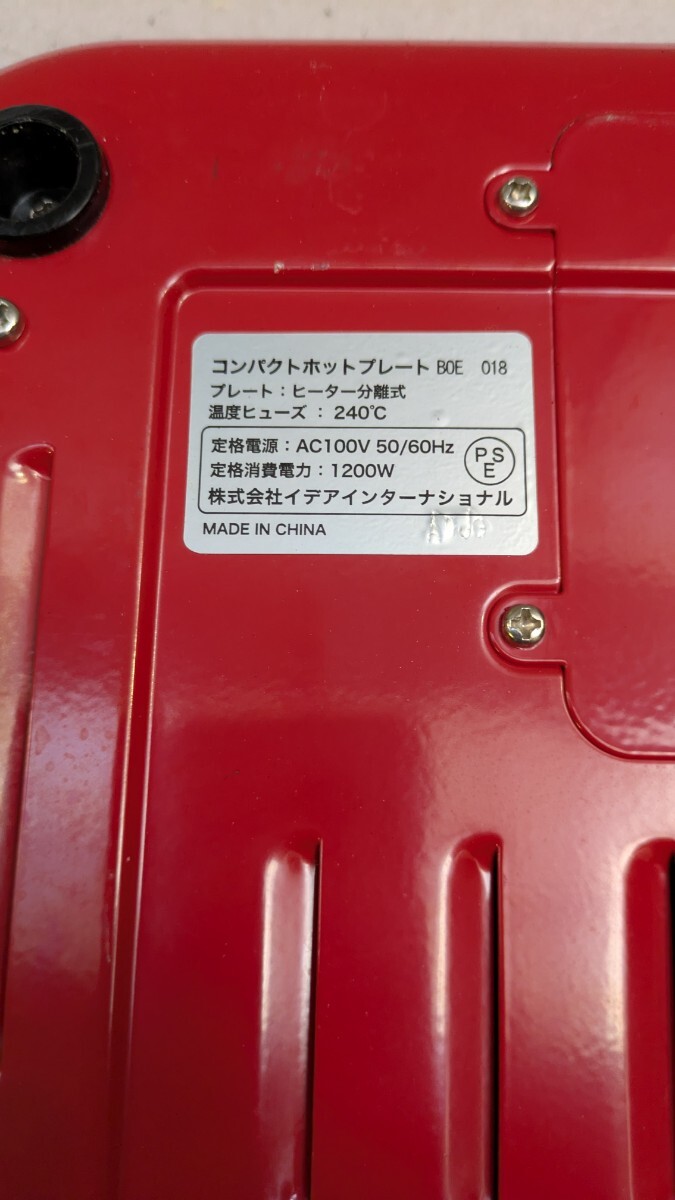 コンパクトホットプレート BOE 018
プレート：ヒーター分離式
温度ヒューズ ： 240℃
定格電源：AC100V 50/60Hz
定格消費電力：1200W
PSE
株式会社イデアインターナショナル
MADE IN CHINA